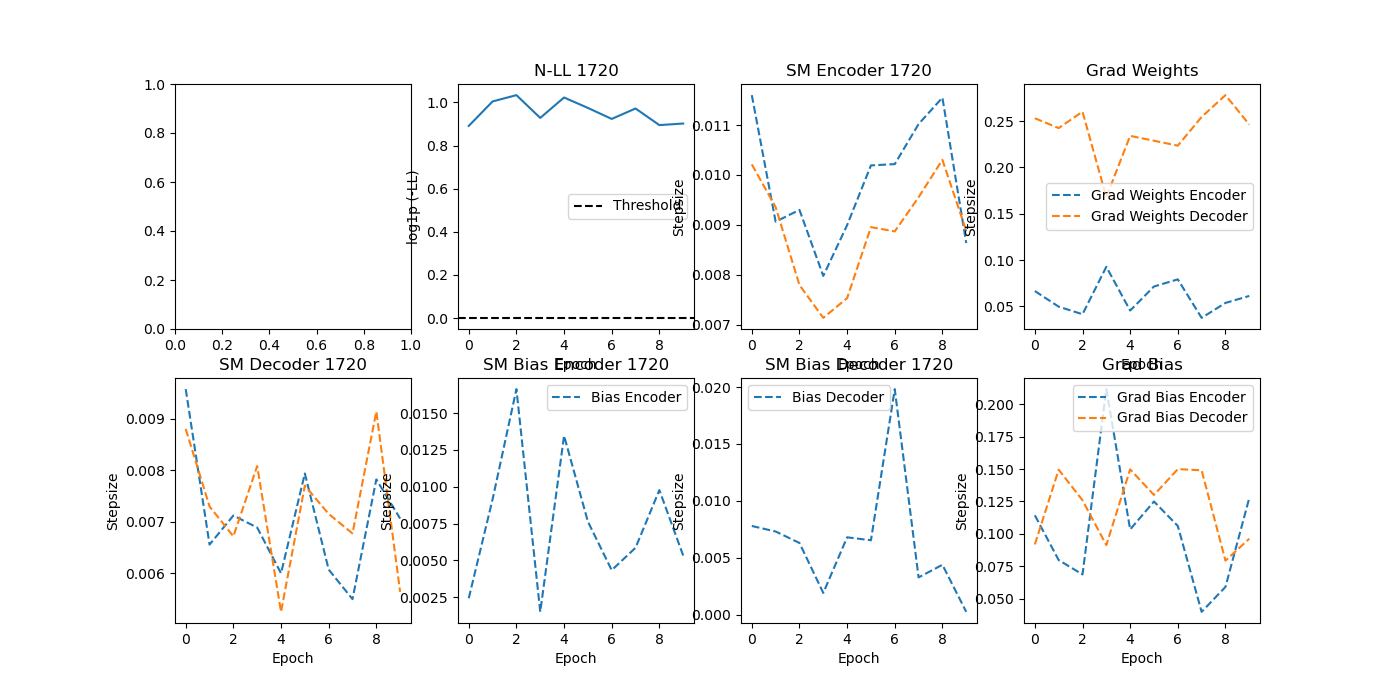 N-LL 1720
SM Encoder 1720
Grad Weights
1.0
0.8
0.6
0.4
0.2
0.0
0.0 0.2 0.4 0.6 0.8 1.0
log1p (-LL)
1.0
0.8
0.6
0.4
0.2
0.0
Threshold
0 2 4 6 8
Epoch
Stepsize
0.011
0.010
0.009
0.008
0.007
0 2 4 6 8
Epoch
Stepsize
0.25
0.20
0.15
0.10
0.05
Grad Weights Encoder
Grad Weights Decoder
0 2 4 6 8
Epoch
SM Decoder 1720
SM Bias Encoder 1720
SM Bias Decoder 1720
Grad Bias
Stepsize
0.009
0.008
0.007
0.006
0 2 4 6 8
Epoch
Stepsize
0.0150
0.0125
0.0100
0.0075
0.0050
0.0025
Bias Encoder
0 2 4 6 8
Epoch
Stepsize
0.020
0.015
0.010
0.005
0.000
Bias Decoder
0 2 4 6 8
Epoch
Stepsize
0.200
0.175
0.150
0.125
0.100
0.075
0.050
Grad Bias Encoder
Grad Bias Decoder
0 2 4 6 8
Epoch